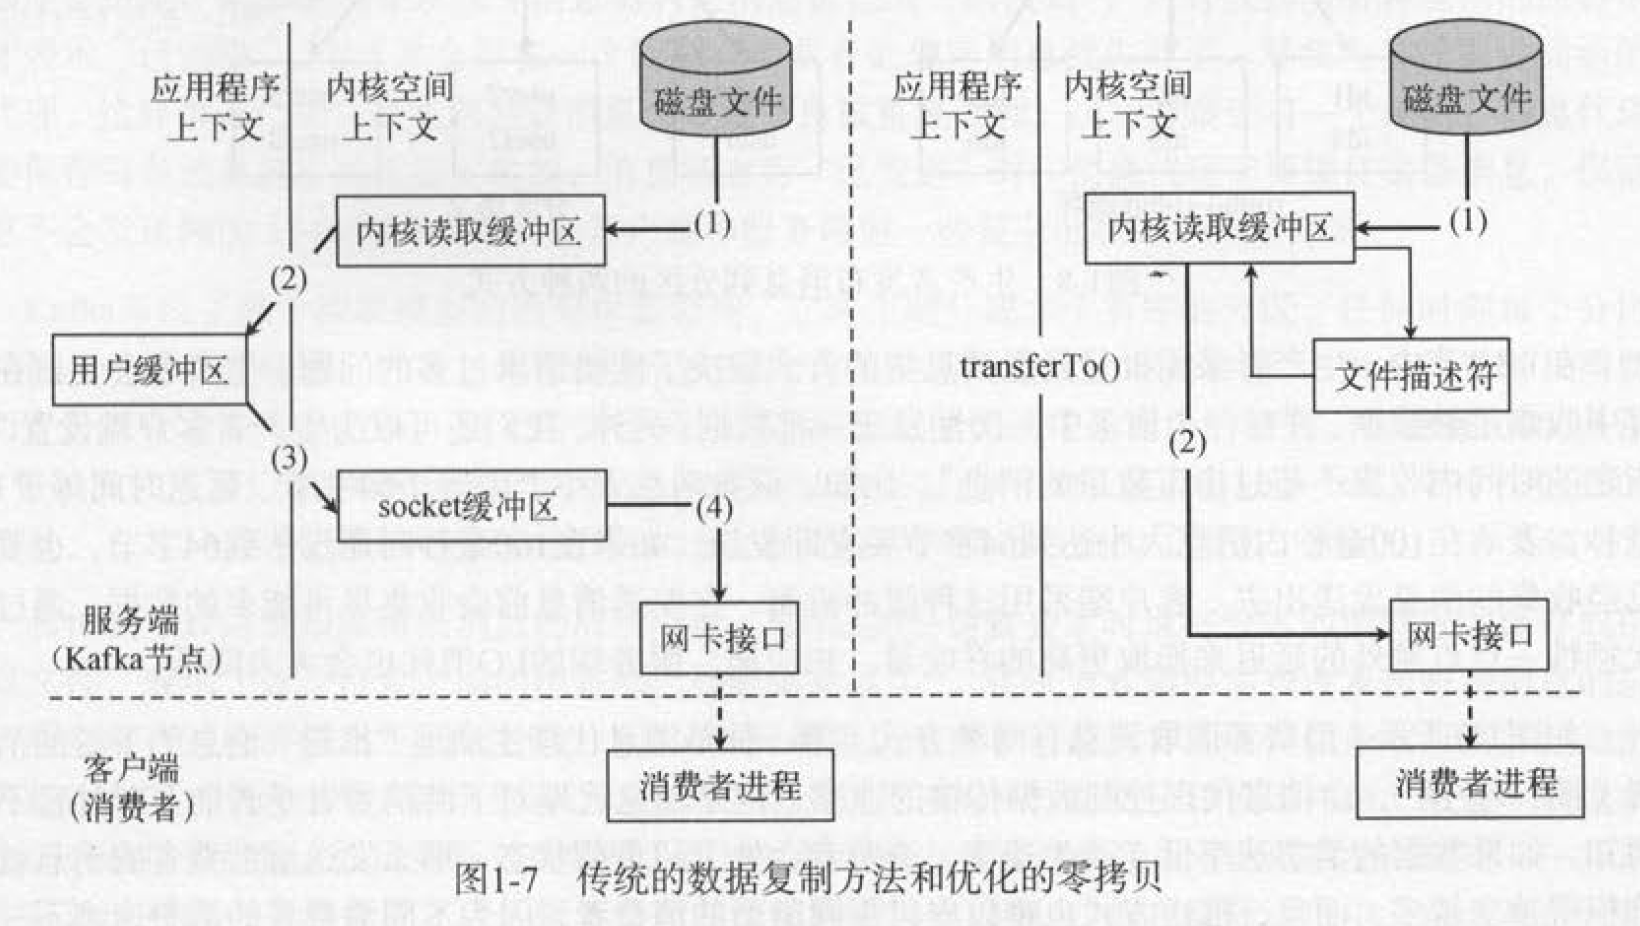 应用程序
上下文
内核空间
上下文
磁盘文件
内核读取缓冲区
(1)
(2)
用户缓冲区
(3)
socket缓冲区
(4)
服务端
(Kafka节点)
网卡接口
客户端
(消费者)
消费者进程
应用程序
上下文
内核空间
上下文
磁盘文件
内核读取缓冲区
(1)
transferTo()
文件描述符
(2)
网卡接口
消费者进程
图1-7 传统的数据复制方法和优化的零拷贝